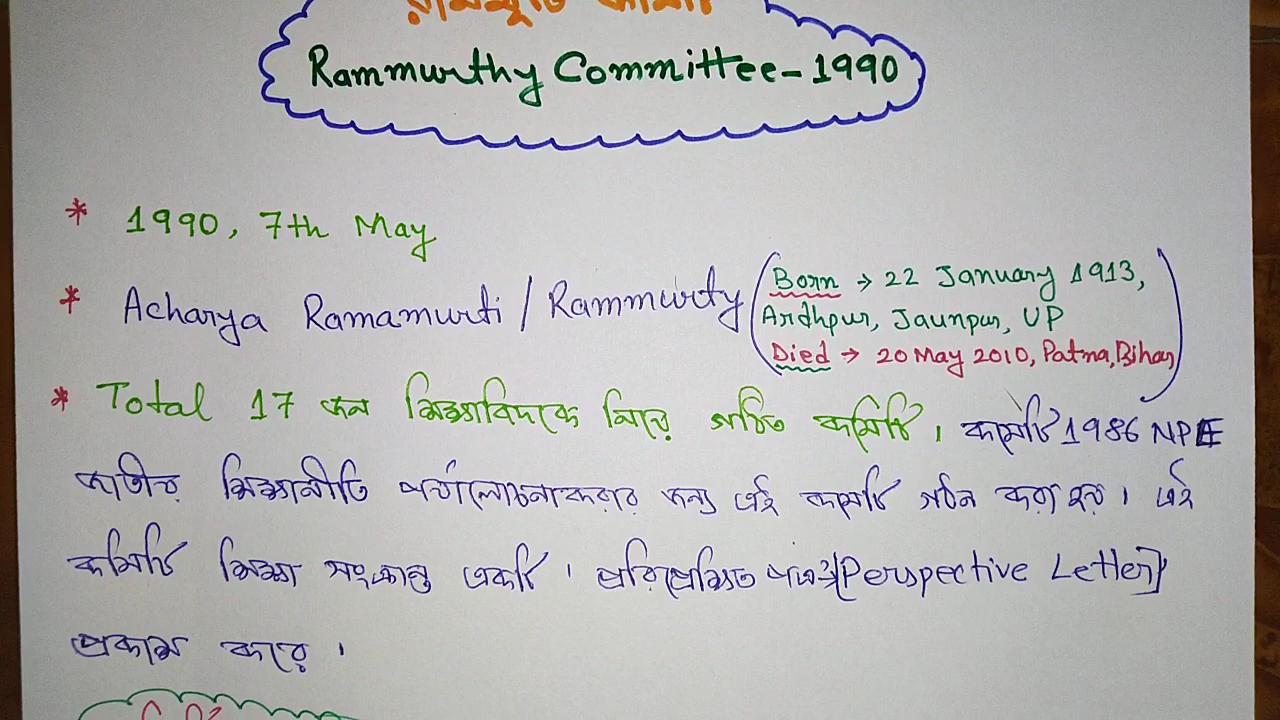 রামমূর্তি কমিটি
Rammurthy Committee-1990
* 1990, 7th May
* Acharya Ramamurti / Rammurty (Born → 22 January 1913,
Ardhpur, Jaunpur, UP
Died → 20 May 2010, Patna, Bihar)
* Total 17 জন শিক্ষাবিদকে নিয়ে গঠিত কমিটি। কমিটি 1986 NPE
জাতীয় শিক্ষানীতি পর্যালোচনা করার জন্য এই কমিটি গঠন করা হয়। এই
কমিটি শিক্ষা সংক্রান্ত একটি। পরিপ্রেক্ষিত পত্র [Perspective Letter]
প্রকাশ করে।